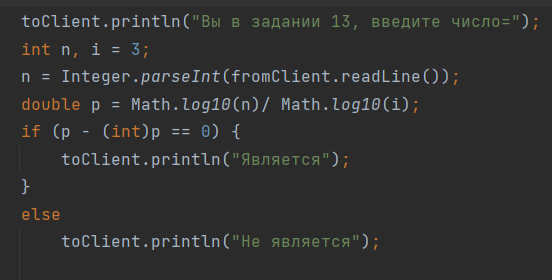 toClient.println("Вы в задании 13, введите число=");
int n, i = 3;
n = Integer.parseInt(fromClient.readLine());
double p = Math.log10(n)/ Math.log10(i);
if (p - (int)p == 0) {
toClient.println("Является");
}
else
toClient.println("Не является");